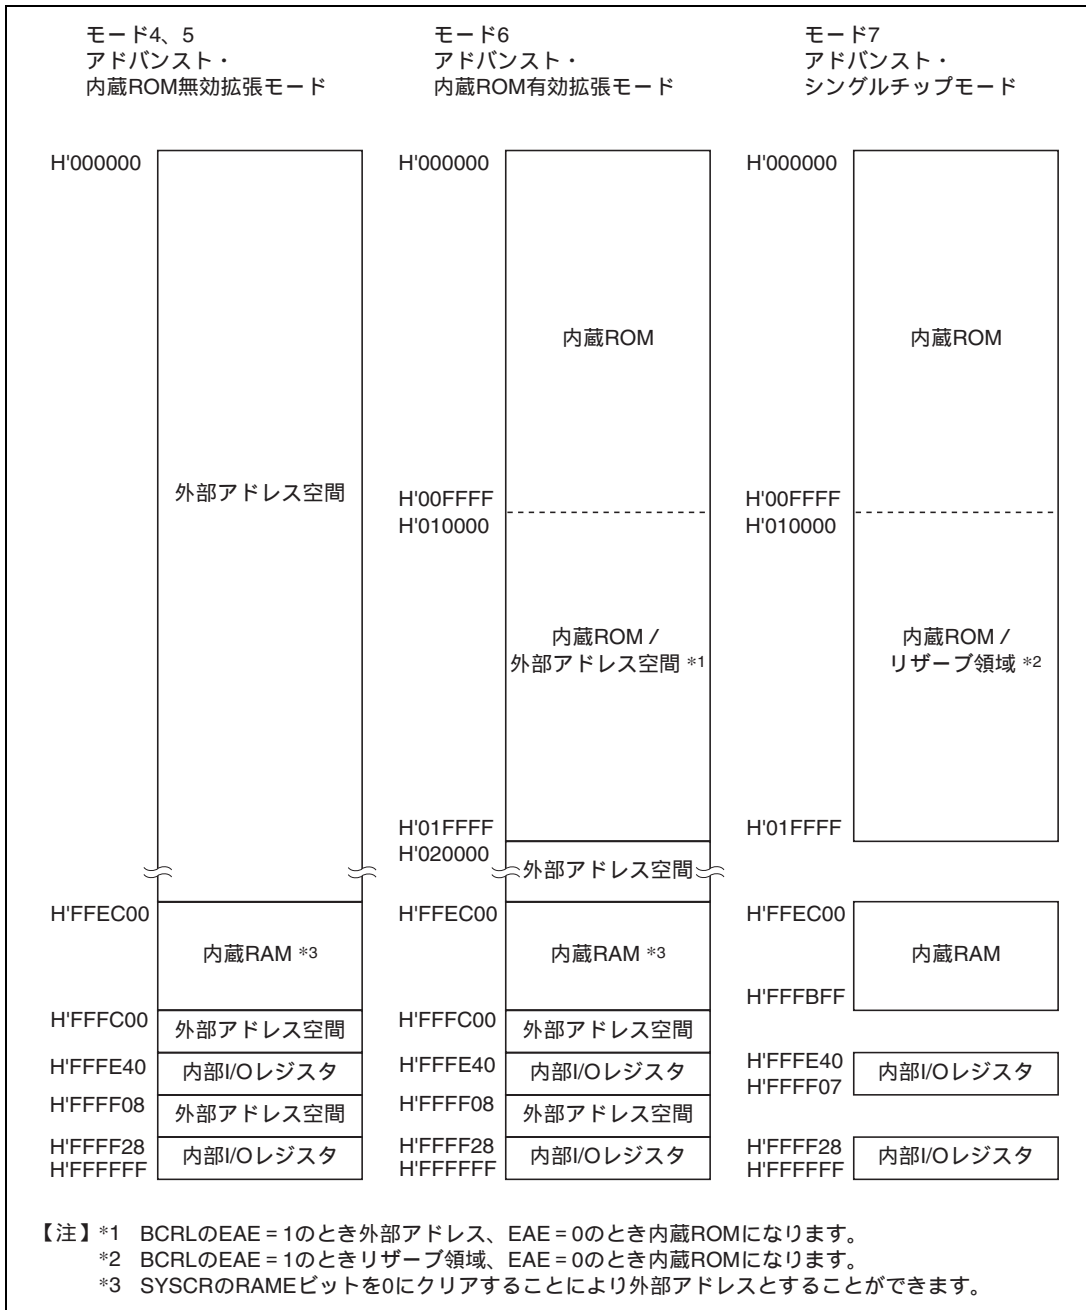 モード4、5
アドバンスト・
内蔵ROM無効拡張モード
H'000000
外部アドレス空間
H'FFEC00
内蔵RAM *3
H'FFFC00
外部アドレス空間
H'FFFE40
内部I/Oレジスタ
H'FFFF08
外部アドレス空間
H'FFFF28
内部I/Oレジスタ
H'FFFFFF
モード6
アドバンスト・
内蔵ROM有効拡張モード
H'000000
内蔵ROM
H'00FFFF
H'010000
内蔵ROM /
外部アドレス空間 *1
H'01FFFF
H'020000
外部アドレス空間
H'FFEC00
内蔵RAM *3
H'FFFC00
外部アドレス空間
H'FFFE40
内部I/Oレジスタ
H'FFFF08
外部アドレス空間
H'FFFF28
内部I/Oレジスタ
H'FFFFFF
モード7
アドバンスト・
シングルチップモード
H'000000
内蔵ROM
H'00FFFF
H'010000
内蔵ROM /
リザーブ領域 *2
H'01FFFF
H'FFEC00
内蔵RAM
H'FFFBFF
H'FFFE40
内部I/Oレジスタ
H'FFFF07
H'FFFF28
内部I/Oレジスタ
H'FFFFFF
【注】*1 BCRLのEAE = 1のとき外部アドレス、EAE = 0のとき内蔵ROMになります。
*2 BCRLのEAE = 1のときリザーブ領域、EAE = 0のとき内蔵ROMになります。
*3 SYSCRのRAMEビットを0にクリアすることにより外部アドレスとすることができます。